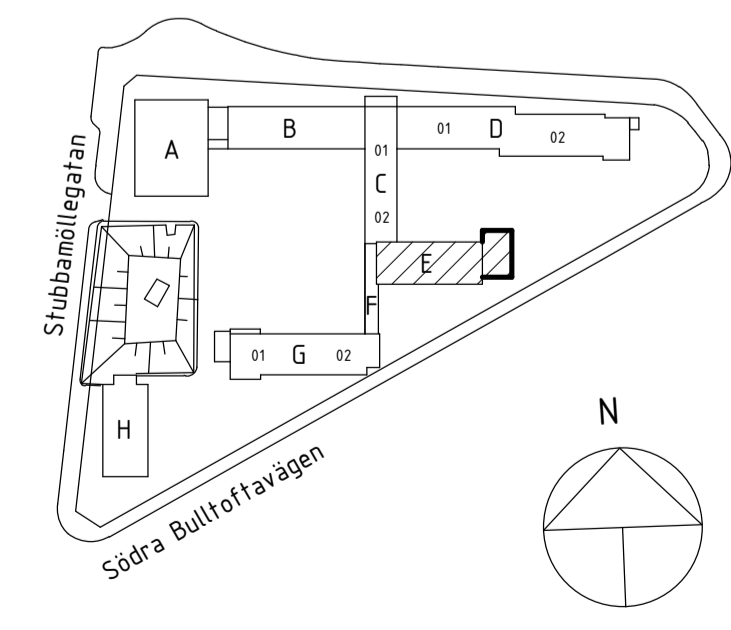 A
B
01
D
02
01
C
02
Stubbamöllegatan
E
F
01
G
02
H
N
Södra Bulltoftavägen